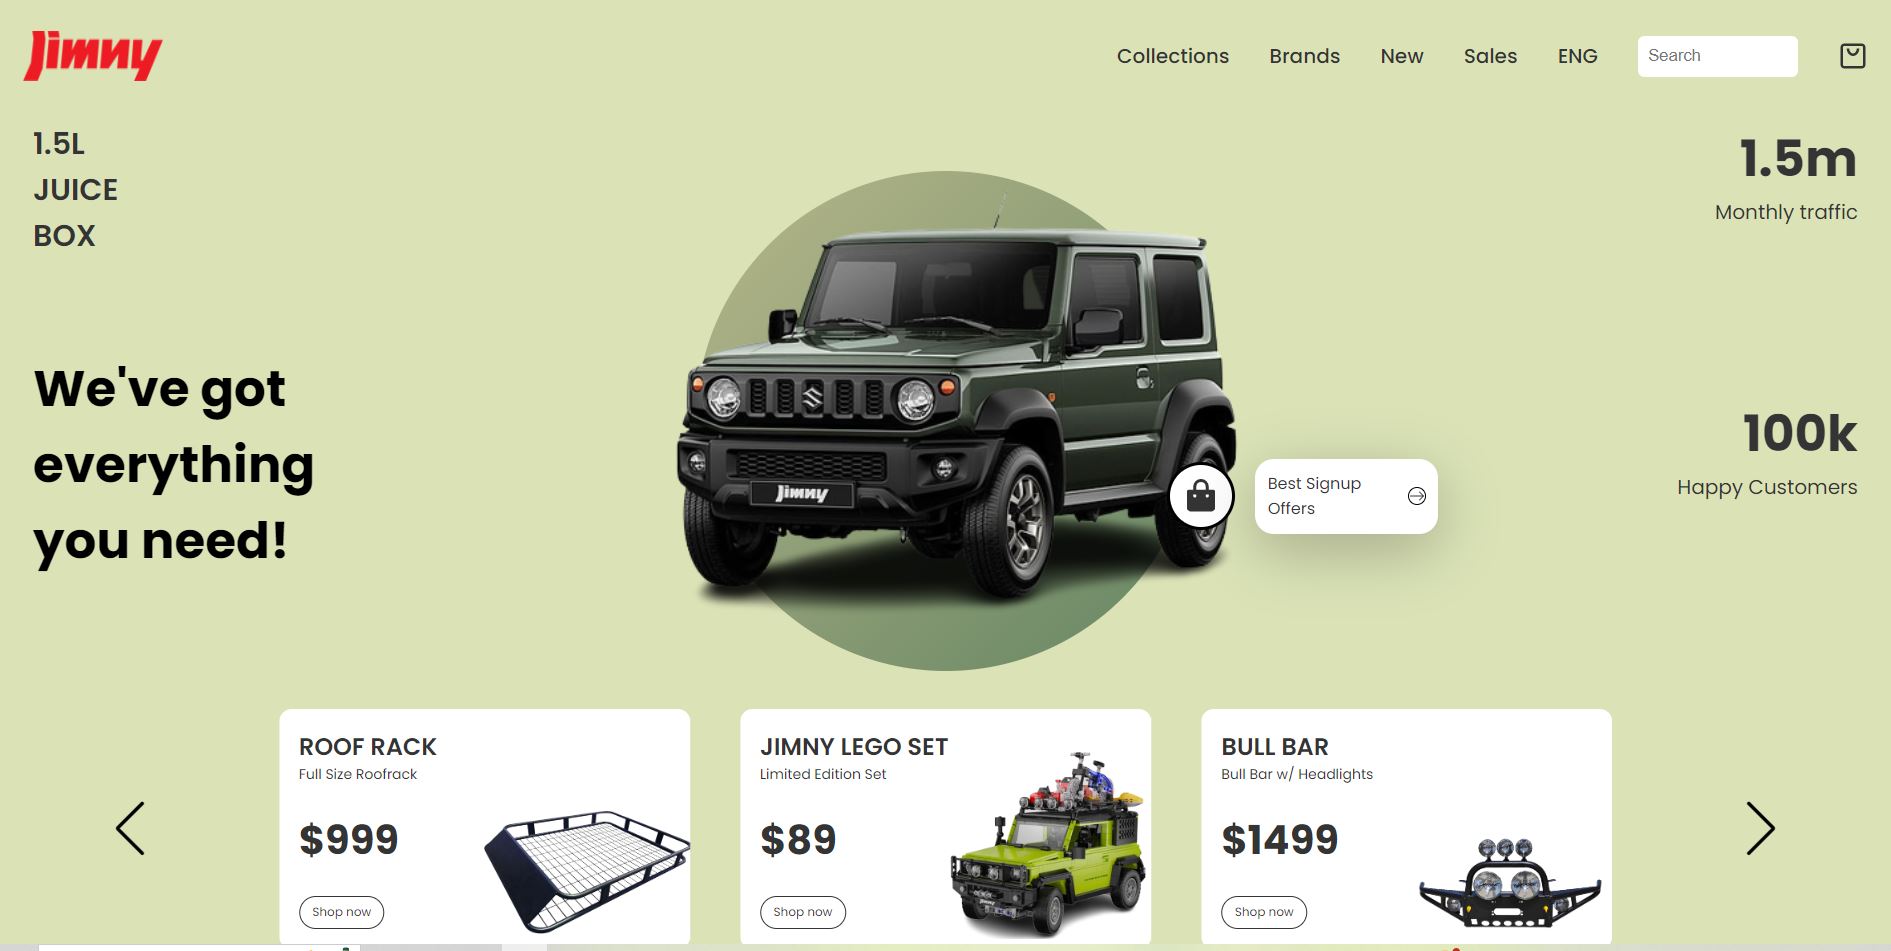 Jimny
Collections
Brands
New
Sales
ENG
Search
1.5L
JUICE
BOX
1.5m
Monthly traffic
We've got
everything
you need!
Jimny
100k
Happy Customers
Best Signup
Offers
ROOF RACK
Full Size Roofrack
$999
Shop now
JIMNY LEGO SET
Limited Edition Set
$89
Shop now
BULL BAR
Bull Bar w/ Headlights
$1499
Shop now